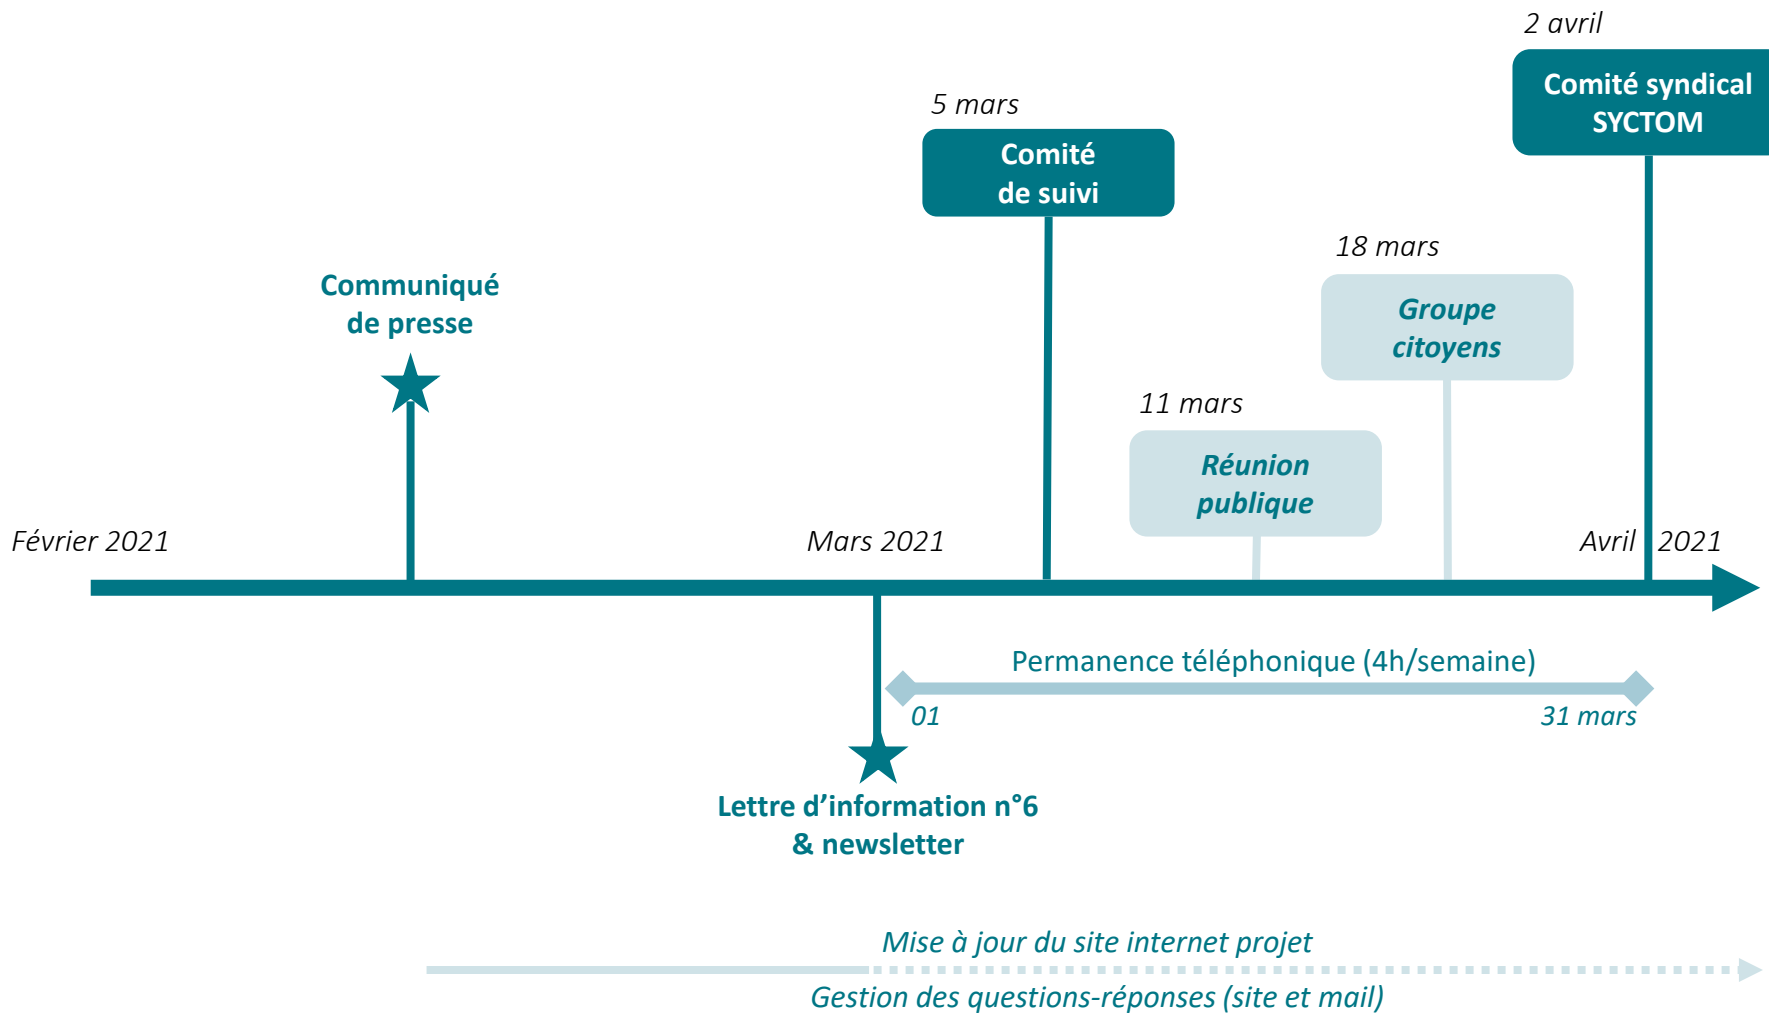 2 avril
Comité syndical
SYCTOM
5 mars
Comité
de suivi
18 mars
Groupe
citoyens
Communiqué
de presse
11 mars
Réunion
publique
Février 2021
Mars 2021
Avril 2021
Permanence téléphonique (4h/semaine)
01
31 mars
Lettre d’information n°6
& newsletter
Mise à jour du site internet projet
Gestion des questions-réponses (site et mail)